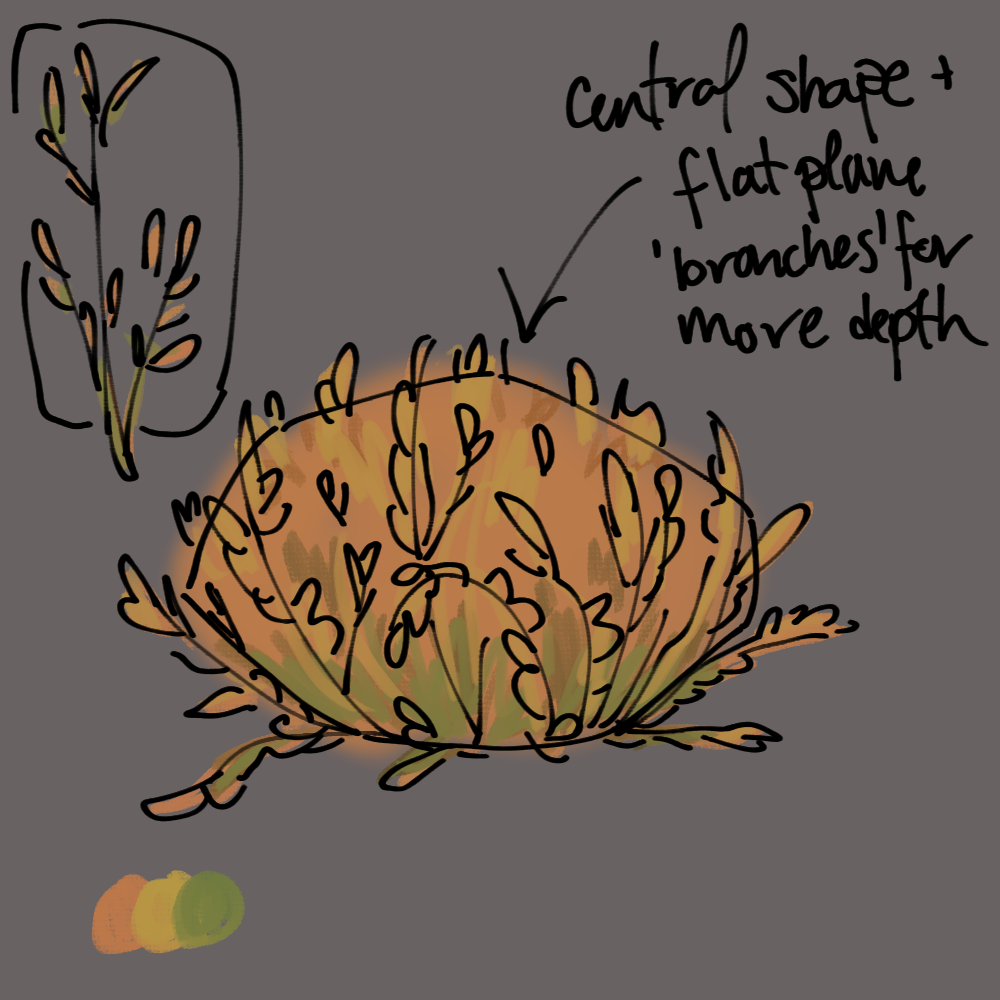 central shape +
flat plane
'branches' for
more depth